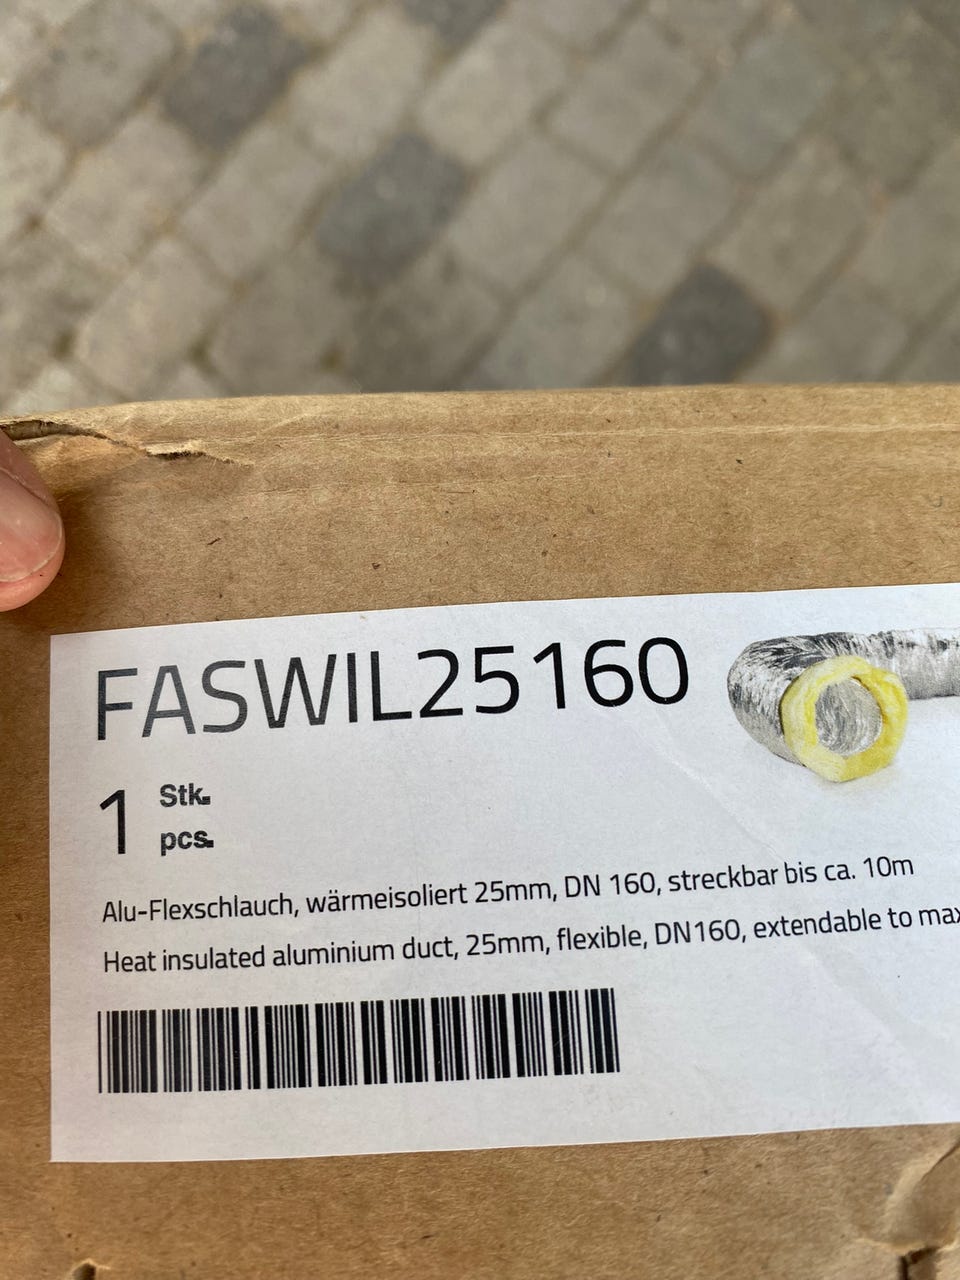 FASWIL25160
1 Stk.
pcs.
Alu-Flexschlauch, wärmeisoliert 25mm, DN 160, streckbar bis ca. 10m
Heat insulated aluminium duct, 25mm, flexible, DN160, extendable to